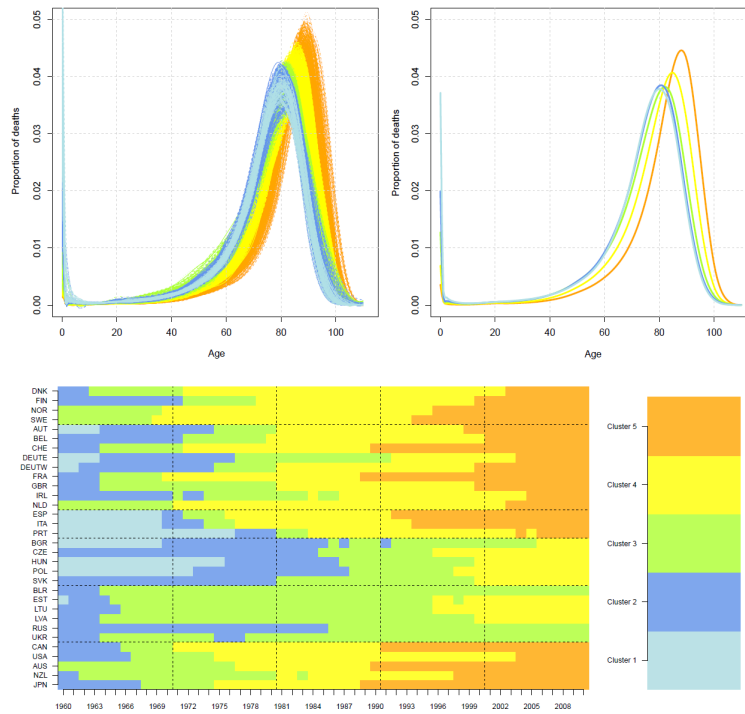 0.05
0.04
0.03
0.02
0.01
0.00
Proportion of deaths
0 20 40 60 80 100
Age
0.05
0.04
0.03
0.02
0.01
0.00
Proportion of deaths
0 20 40 60 80 100
Age
DNK
FIN
NOR
SWE
AUT
BEL
CHE
DEUTE
DEUTW
FRA
GBR
IRL
NLD
ESP
ITA
PRT
BGR
CZE
HUN
POL
SVK
BLR
EST
LTU
LVA
RUS
UKR
CAN
USA
AUS
NZL
JPN
1960 1963 1966 1969 1972 1975 1978 1981 1984 1987 1990 1993 1996 1999 2002 2005 2008
Cluster 5
Cluster 4
Cluster 3
Cluster 2
Cluster 1